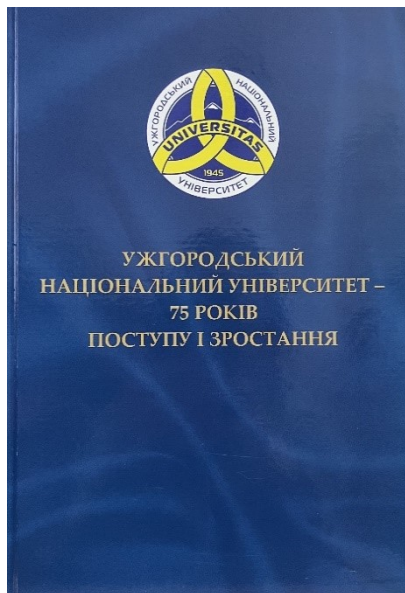 УЖГОРОДСЬКИЙ
НАЦІОНАЛЬНИЙ
UNIVERSITAS
1945
УНІВЕРСИТЕТ
УЖГОРОДСЬКИЙ
НАЦІОНАЛЬНИЙ УНІВЕРСИТЕТ –
75 РОКІВ
ПОСТУПУ І ЗРОСТАННЯ